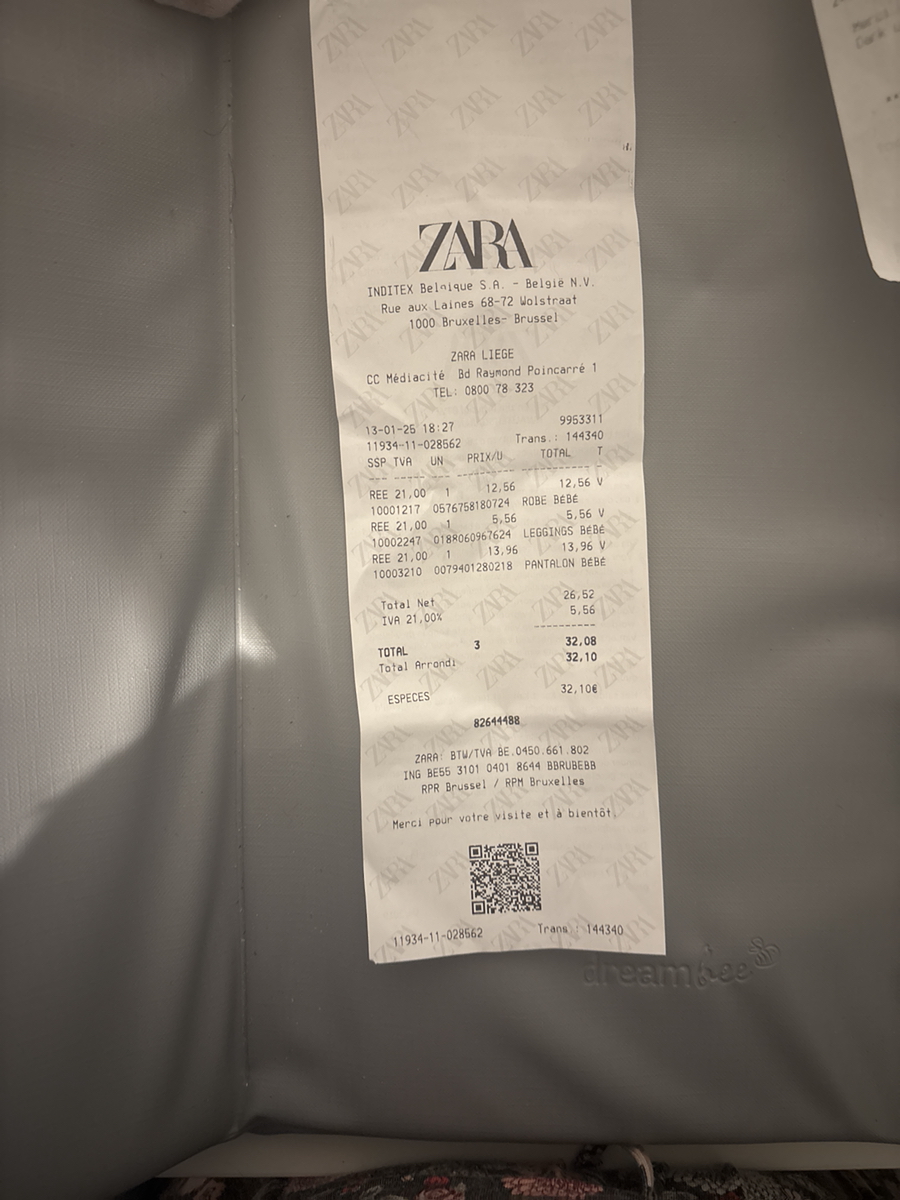 ZARA
INDITEX Belgique S.A. - België N.V.
Rue aux Laines 68-72 Wolstraat
1000 Bruxelles- Brussel
ZARA LIEGE
CC Médiacité Bd Raymond Poincarré 1
TEL: 0800 78 323
13-01-25 18:27 9953311
11934-11-028562 Trans.: 144340
SSP TVA UN PRIX/U TOTAL T
REE 21,00 1 12,56 12,56 V
10001217 0576758180724 ROBE BÉBÉ
REE 21,00 1 5,56 5,56 V
10002247 0188060967624 LEGGINGS BÉBÉ
REE 21,00 1 13,96 13,96 V
10003210 0079401280218 PANTALON BÉBÉ
Total Net 26,52
IVA 21,00% 5,56
TOTAL 3 32,08
Total Arrondi 32,10
ESPECES 32,10€
82644488
ZARA: BTW/TVA BE.0450.661.802
ING BE55 3101 0401 8644 BBRUBEBB
RPR Brussel / RPM Bruxelles
Merci pour votre visite et à bientôt.
11934-11-028562 Trans : 144340
dreambee